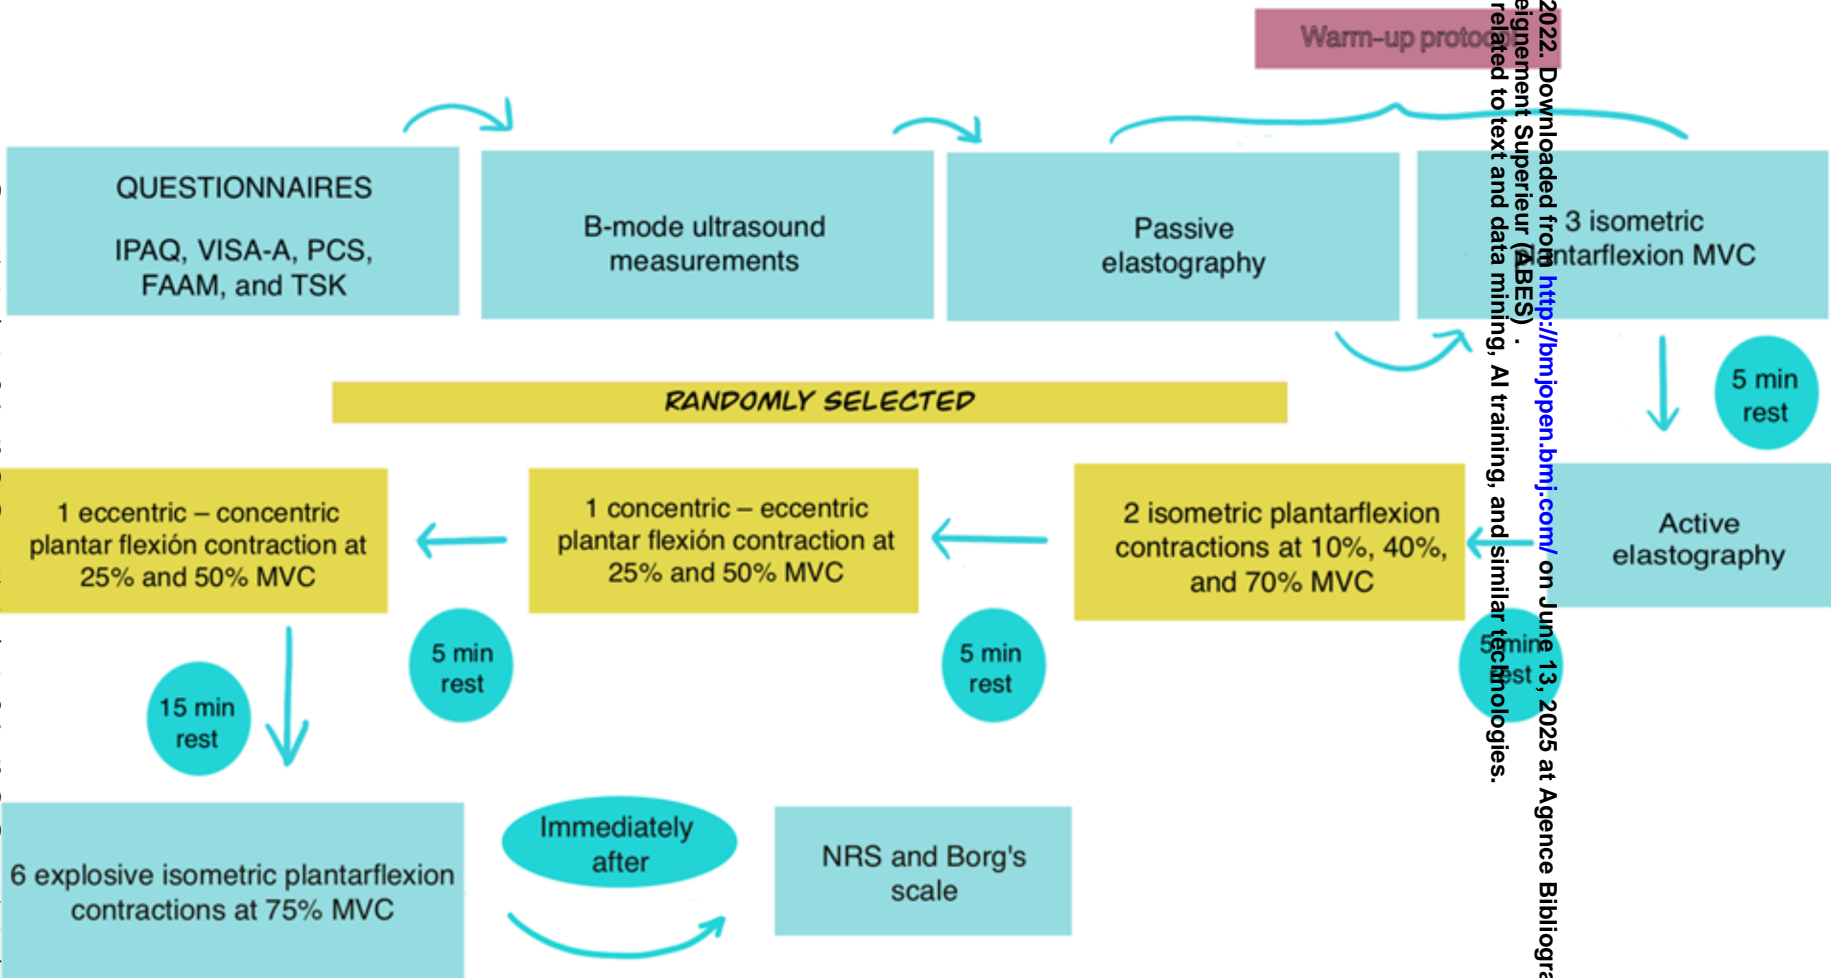 Warm-up protocol
QUESTIONNAIRES
IPAQ, VISA-A, PCS,
FAAM, and TSK
B-mode ultrasound
measurements
Passive
elastography
3 isometric
plantarflexion MVC
5 min
rest
RANDOMLY SELECTED
Active
elastography
2 isometric plantarflexion
contractions at 10%, 40%,
and 70% MVC
1 concentric – eccentric
plantar flexión contraction at
25% and 50% MVC
1 eccentric – concentric
plantar flexión contraction at
25% and 50% MVC
5 min
rest
5 min
rest
5 min
rest
15 min
rest
6 explosive isometric plantarflexion
contractions at 75% MVC
Immediately
after
NRS and Borg's
scale
2022. Downloaded from http://bmjopen.bmj.com/ on June 13, 2025 at Agence Bibliogra
eignement Superieur (ABES) .
related to text and data mining, AI training, and similar technologies.